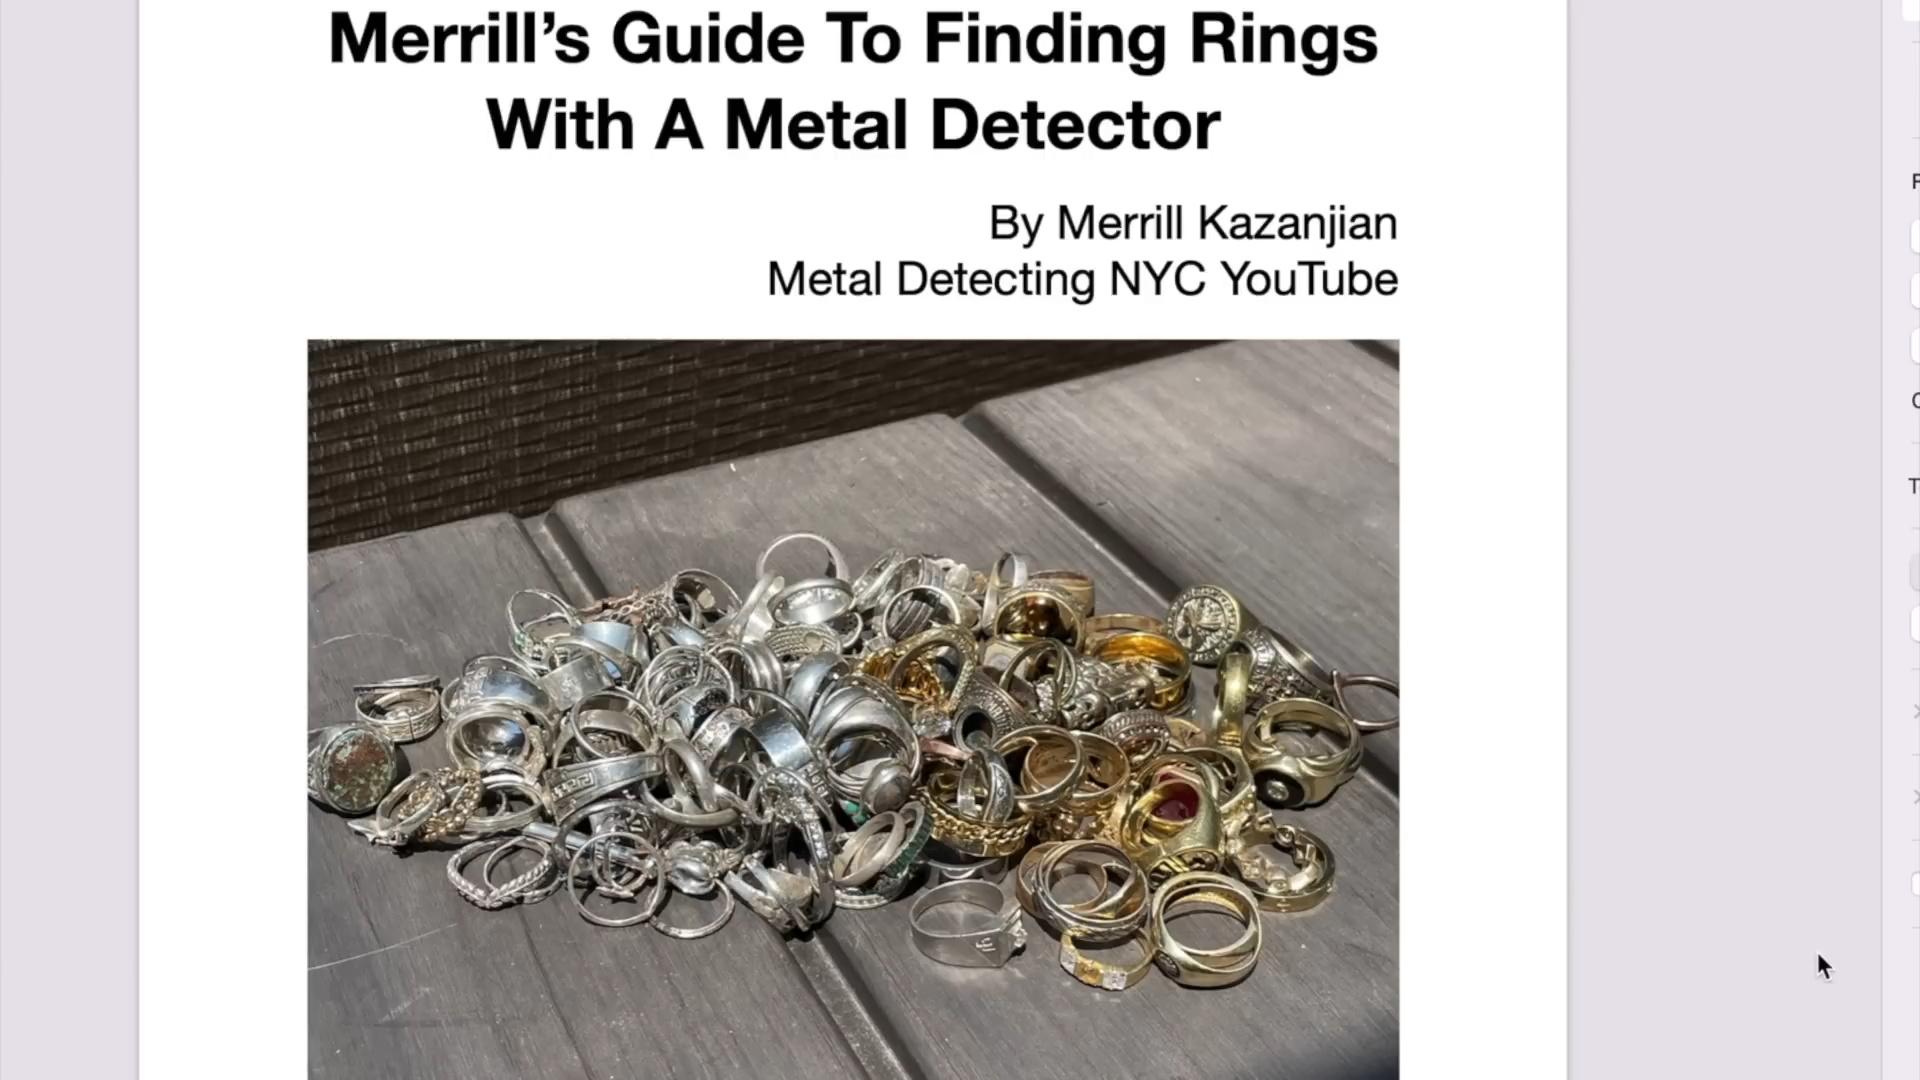 Merrill’s Guide To Finding Rings
With A Metal Detector
By Merrill Kazanjian
Metal Detecting NYC YouTube